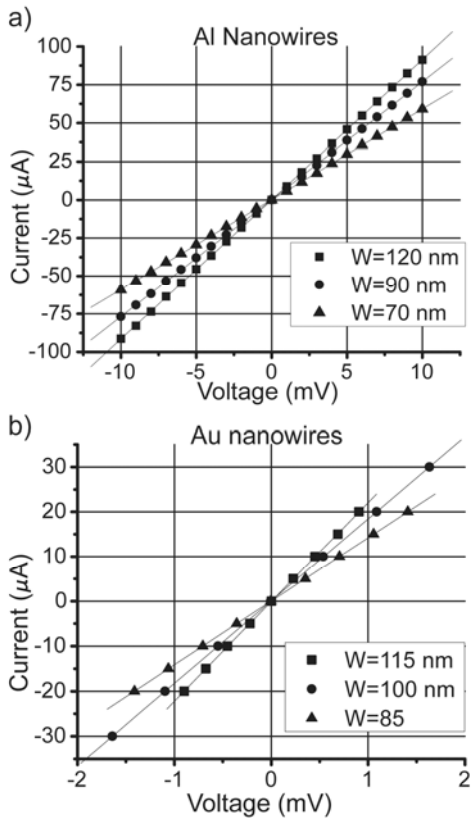 a)
Al Nanowires
100
75
50
25
0
-25
-50
-75
-100
Current (μA)
W=120 nm
W=90 nm
W=70 nm
-10 -5 0 5 10
Voltage (mV)
b)
Au nanowires
30
20
10
0
-10
-20
-30
Current (μA)
W=115 nm
W=100 nm
W=85
-2 -1 0 1 2
Voltage (mV)